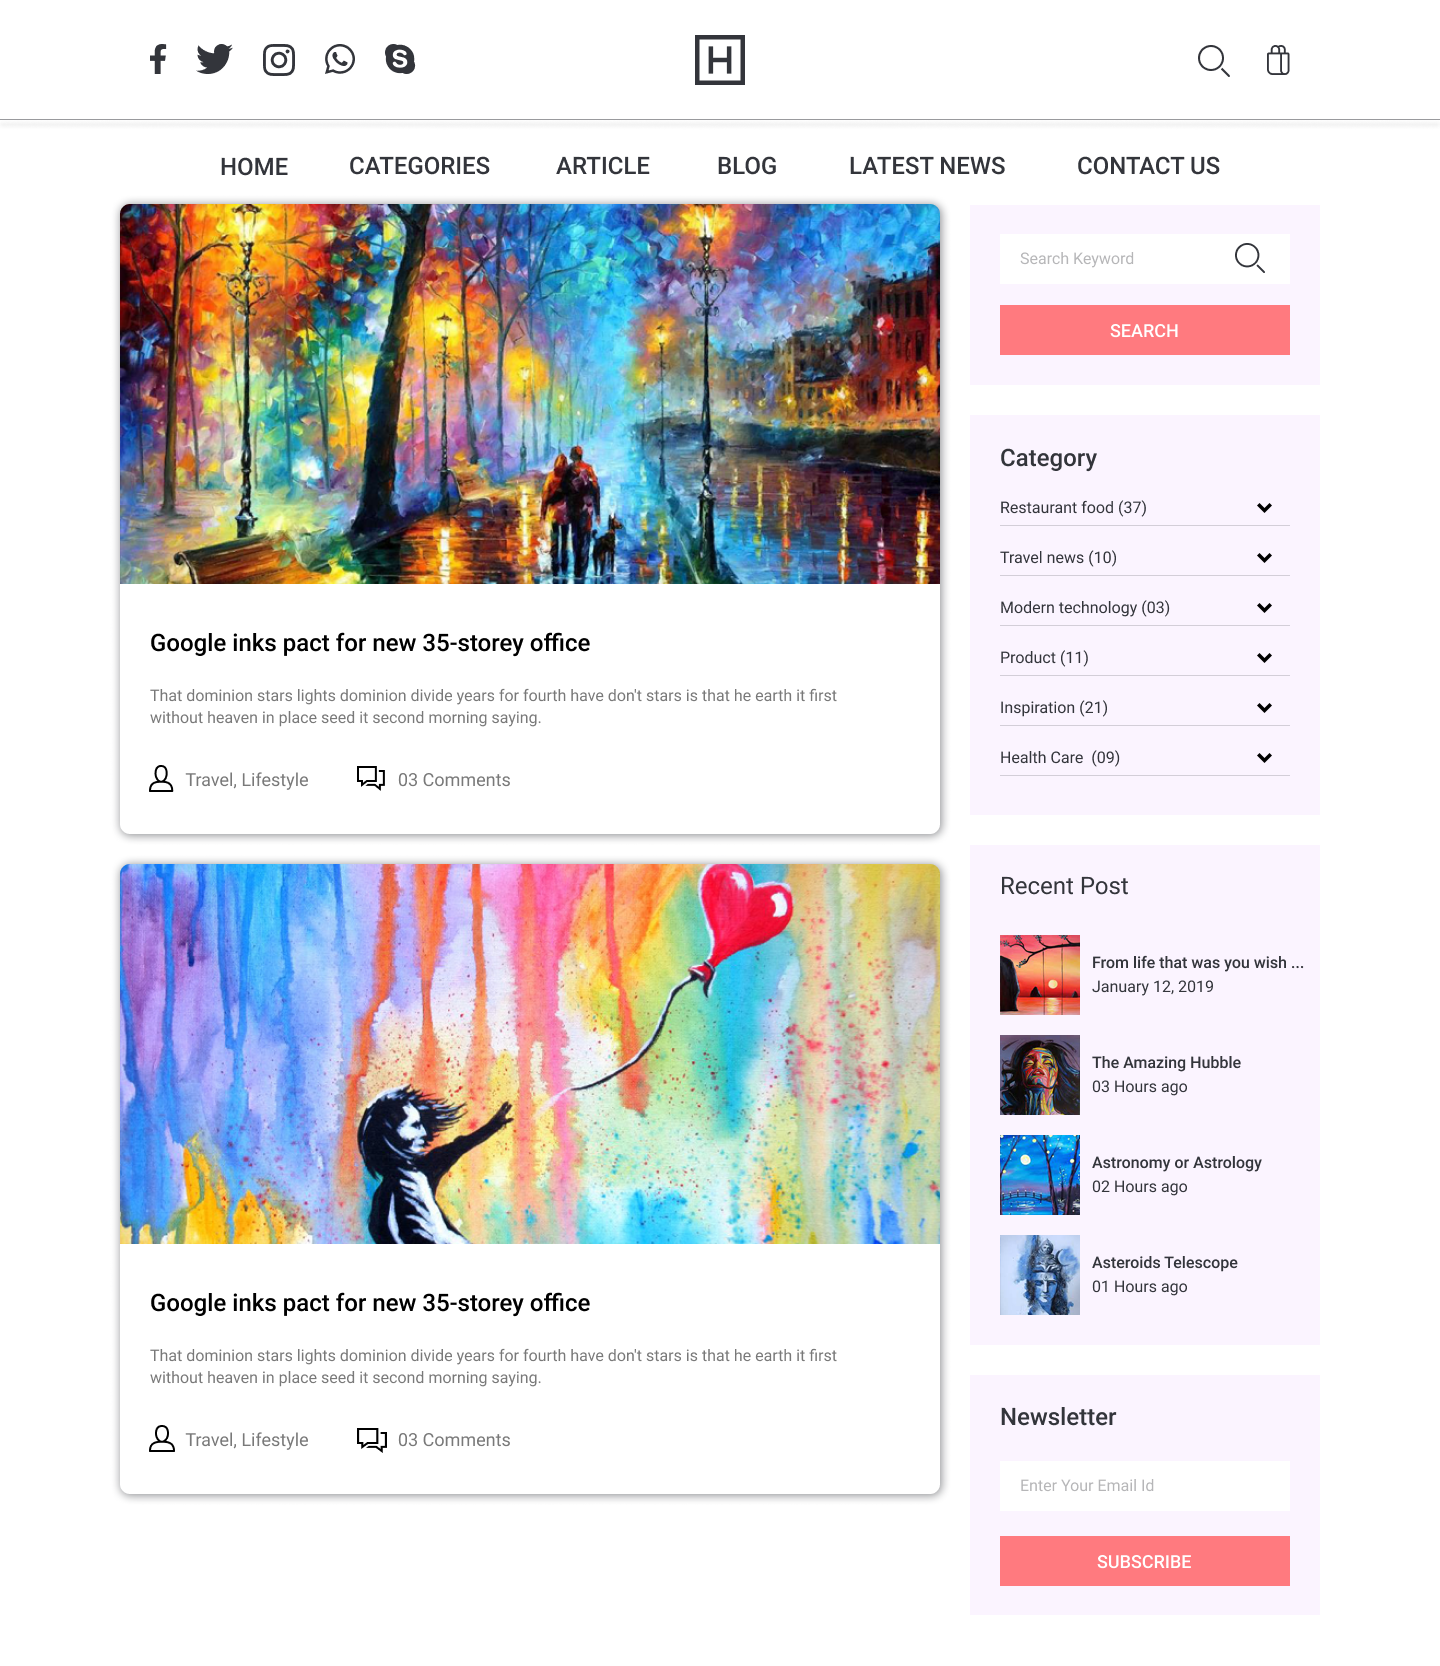 H
HOME CATEGORIES ARTICLE BLOG LATEST NEWS CONTACT US
Google inks pact for new 35-storey office
That dominion stars lights dominion divide years for fourth have don't stars is that he earth it first
without heaven in place seed it second morning saying.
Travel, Lifestyle 03 Comments
Google inks pact for new 35-storey office
That dominion stars lights dominion divide years for fourth have don't stars is that he earth it first
without heaven in place seed it second morning saying.
Travel, Lifestyle 03 Comments
Search Keyword
SEARCH
Category
Restaurant food (37)
Travel news (10)
Modern technology (03)
Product (11)
Inspiration (21)
Health Care  (09)
Recent Post
From life that was you wish ...
January 12, 2019
The Amazing Hubble
03 Hours ago
Astronomy or Astrology
02 Hours ago
Asteroids Telescope
01 Hours ago
Newsletter
Enter Your Email Id
SUBSCRIBE